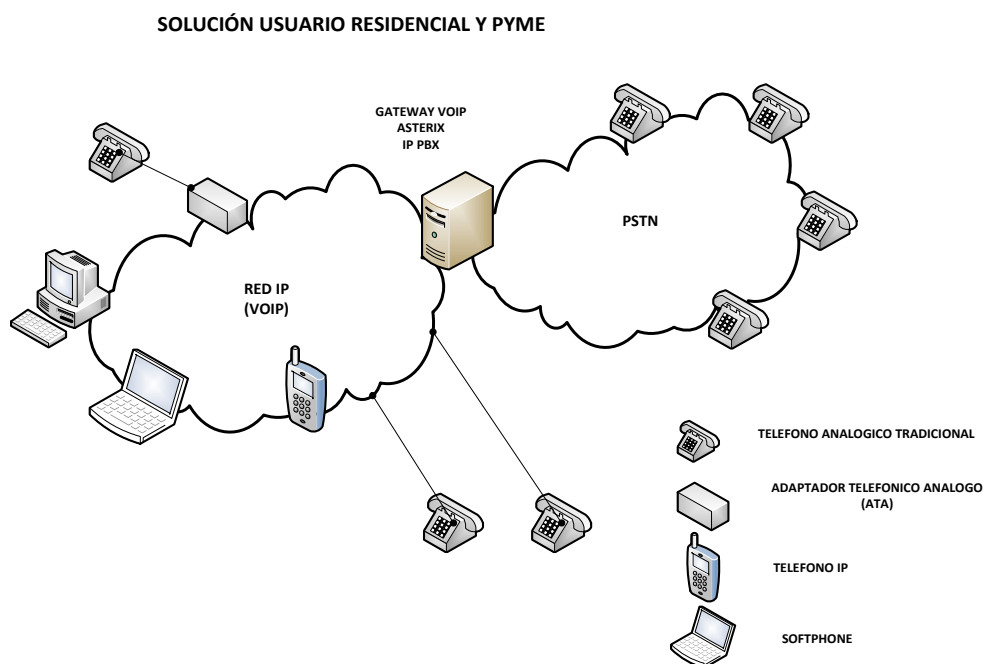 SOLUCIÓN USUARIO RESIDENCIAL Y PYME
GATEWAY VOIP
ASTERIX
IP PBX
PSTN
RED IP
(VOIP)
TELEFONO ANALOGICO TRADICIONAL
ADAPTADOR TELEFONICO ANALOGO
(ATA)
TELEFONO IP
SOFTPHONE